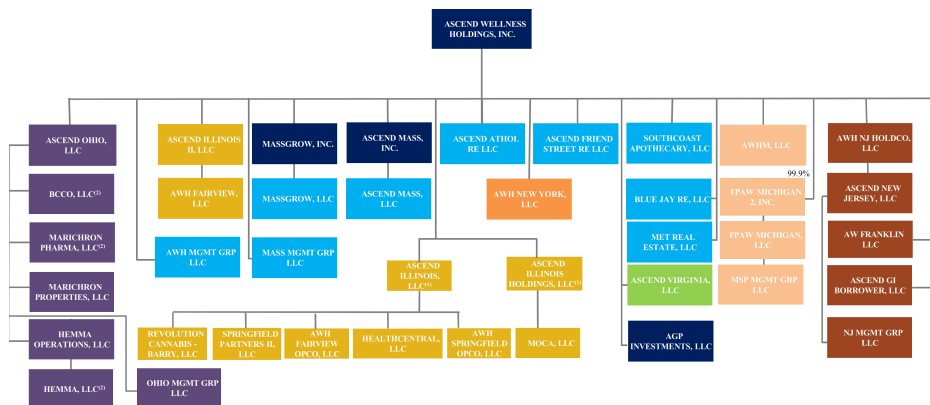 ASCEND WELLNESS
HOLDINGS, INC.
ASCEND OHIO,
LLC
ASCEND ILLINOIS
II, LLC
MASSGROW, INC.
ASCEND MASS,
INC.
ASCEND ATHOL
RE LLC
ASCEND FRIEND
STREET RE LLC
SOUTHCOAST
APOTHECARY, LLC
AWHM, LLC
AWH NJ HOLDCO,
LLC
99.9%
BCCO, LLC(2)
AWH FAIRVIEW,
LLC
MASSGROW, LLC
ASCEND MASS,
LLC
AWH NEW YORK,
LLC
BLUE JAY RE, LLC
FPAW MICHIGAN
2, INC.
ASCEND NEW
JERSEY, LLC
MARICHRON
PHARMA, LLC(2)
AWH MGMT GRP
LLC
MASS MGMT GRP
LLC
MET REAL
ESTATE, LLC
FPAW MICHIGAN,
LLC
AW FRANKLIN
LLC
MARICHRON
PROPERTIES, LLC
ASCEND
ILLINOIS,
LLC(1)
ASCEND
ILLINOIS
HOLDINGS, LLC(1)
ASCEND VIRGINIA,
LLC
MSP MGMT GRP
LLC
ASCEND GI
BORROWER, LLC
HEMMA
OPERATIONS, LLC
REVOLUTION
CANNABIS -
BARRY, LLC
SPRINGFIELD
PARTNERS II,
LLC
AWH
FAIRVIEW
OPCO, LLC
HEALTHCENTRAL,
LLC
AWH
SPRINGFIELD
OPCO, LLC
MOCA, LLC
AGP
INVESTMENTS, LLC
NJ MGMT GRP
LLC
HEMMA, LLC(2)
OHIO MGMT GRP
LLC